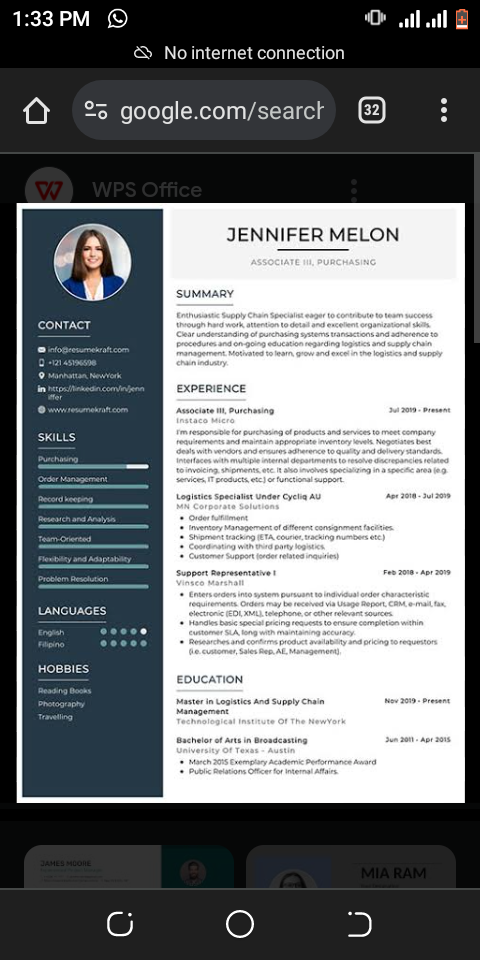 1:33 PM
No internet connection
google.com/search
32
WPS Office
JENNIFER MELON
ASSOCIATE III, PURCHASING
CONTACT
info@resumekraft.com
+121 45196598
Manhattan, NewYork
https://linkedin.com/in/jenn
iffer
www.resumekraft.com
SKILLS
Purchasing
Order Management
Record keeping
Research and Analysis
Team-Oriented
Flexibility and Adaptability
Problem Resolution
LANGUAGES
English
Filipino
HOBBIES
Reading Books
Photography
Travelling
SUMMARY
Enthusiastic Supply Chain Specialist eager to contribute to team success
through hard work, attention to detail and excellent organizational skills.
Clear understanding of purchasing systems transactions and adherence to
procedures and on-going education regarding logistics and supply chain
management. Motivated to learn, grow and excel in the logistics and supply
chain industry.
EXPERIENCE
Associate III, Purchasing Jul 2019 - Present
Instaco Micro
I'm responsible for purchasing of products and services to meet company
requirements and maintain appropriate inventory levels. Negotiates best
deals with vendors and ensures adherence to quality and delivery standards.
Interfaces with multiple internal departments to resolve discrepancies related
to invoicing, shipments, etc. It also involves specializing in a specific area (e.g.
services, IT products, etc.) or functional support.
Logistics Specialist Under Cycliq AU Apr 2018 - Jul 2019
MN Corporate Solutions
• Order fulfillment
• Inventory Management of different consignment facilities.
• Shipment tracking (ETA, courier, tracking numbers etc.)
• Coordinating with third party logistics.
• Customer Support (order related inquiries)
Support Representative I Feb 2018 - Apr 2019
Vinsco Marshall
• Enters orders into system pursuant to individual order characteristic
requirements. Orders may be received via Usage Report, CRM, e-mail, fax,
electronic (EDI, XML), telephone, or other relevant sources.
• Handles basic special pricing requests to ensure completion within
customer SLA, long with maintaining accuracy.
• Researches and confirms product availability and pricing to requestors
(i.e. customer, Sales Rep, AE, Management).
EDUCATION
Master in Logistics And Supply Chain Nov 2019 - Present
Management
Technological Institute Of The NewYork
Bachelor of Arts in Broadcasting Jun 2011 - Apr 2015
University Of Texas - Austin
• March 2015 Exemplary Academic Performance Award
• Public Relations Officer for Internal Affairs.
JAMES MOORE
MIA RAM